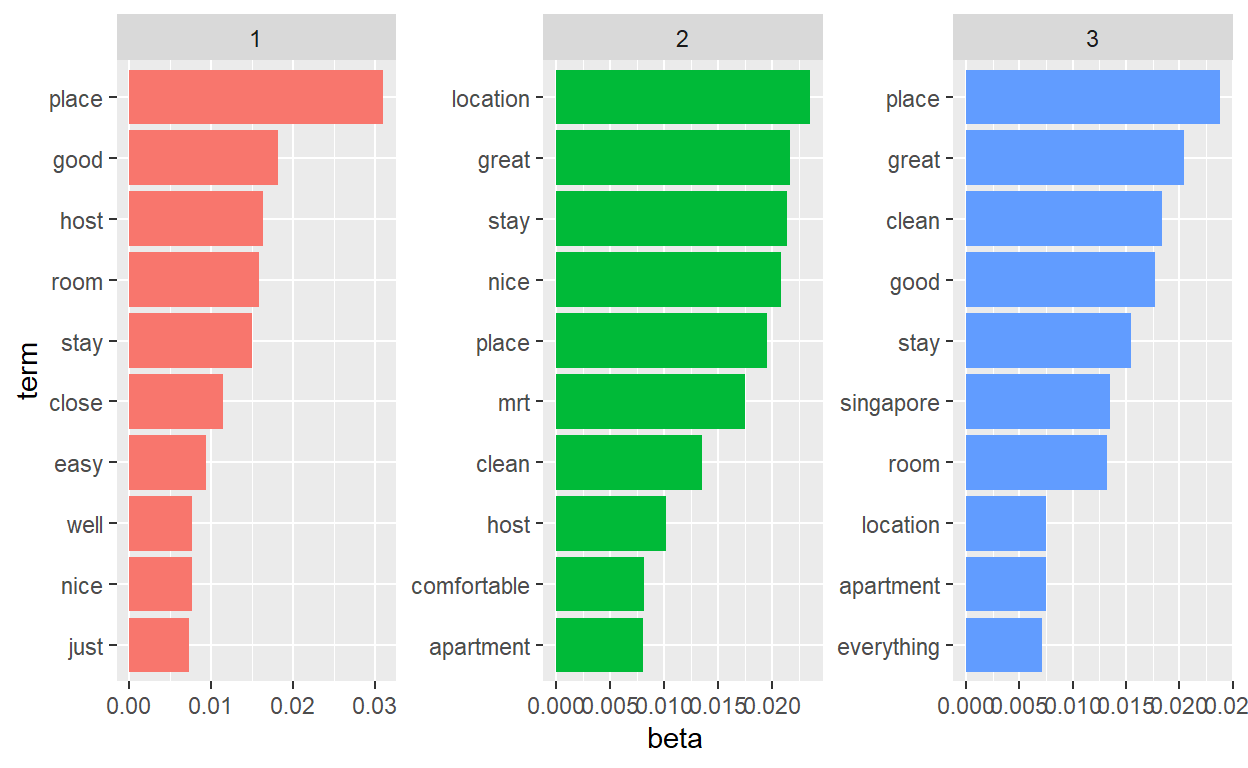 1
2
3
term
place
good
host
room
stay
close
easy
well
nice
just
0.00 0.01 0.02 0.03
location
great
stay
nice
place
mrt
clean
host
comfortable
apartment
0.000 0.005 0.010 0.015 0.020
place
great
clean
good
stay
singapore
room
location
apartment
everything
0.000 0.005 0.010 0.015 0.020 0.02
beta